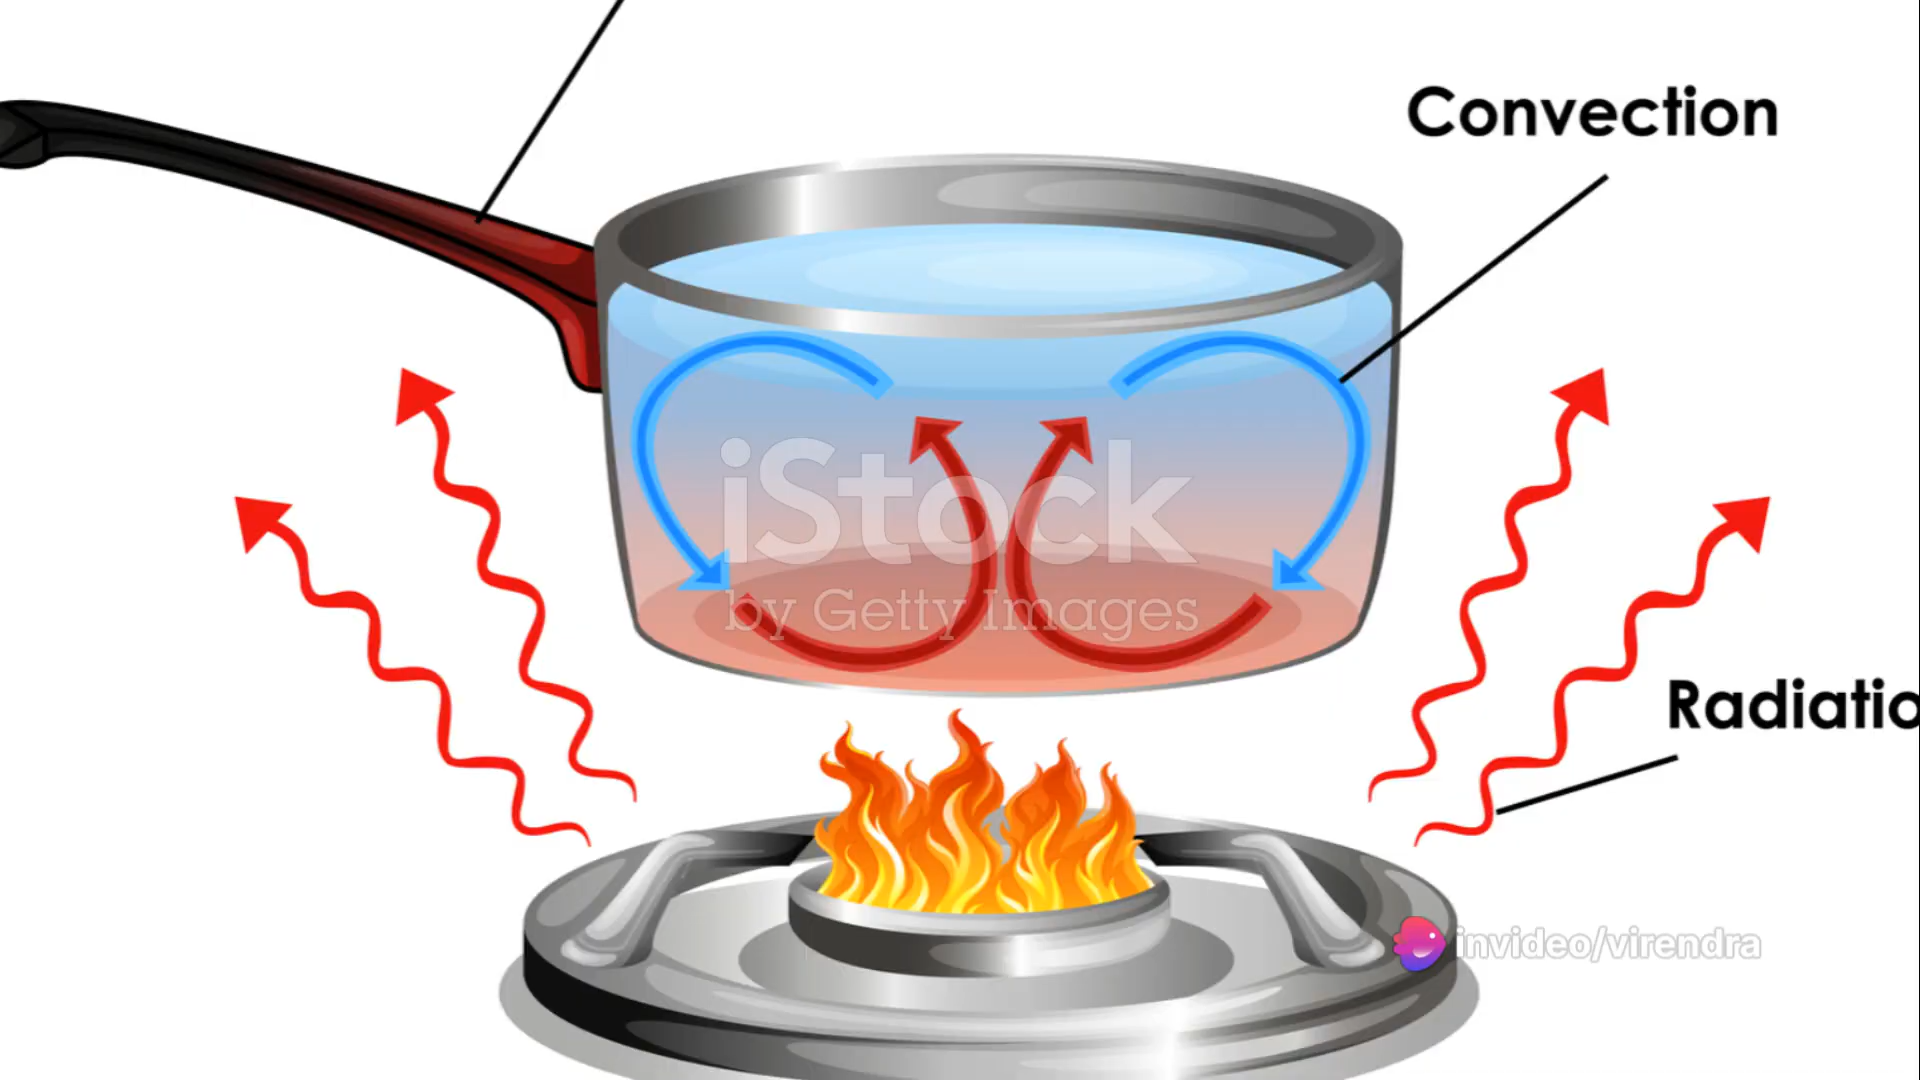 Convection
iStock
by Getty Images
Radiatio
invideo/virendra